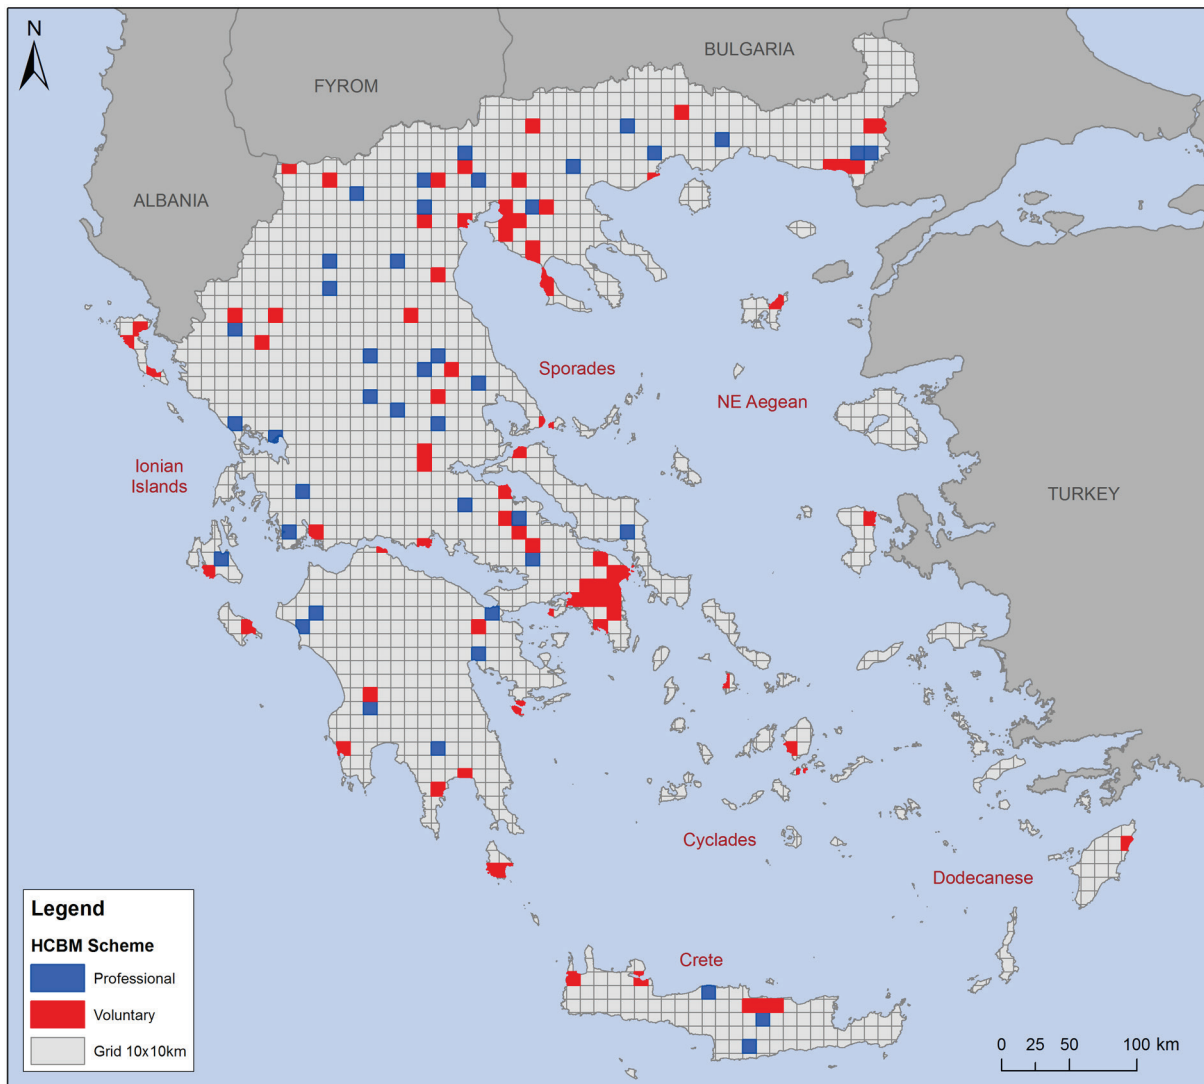 N
BULGARIA
FYROM
ALBANIA
Sporades
NE Aegean
Ionian
Islands
TURKEY
Cyclades
Dodecanese
Crete
Legend
HCBM Scheme
Professional
Voluntary
Grid 10x10km
0 25 50 100 km